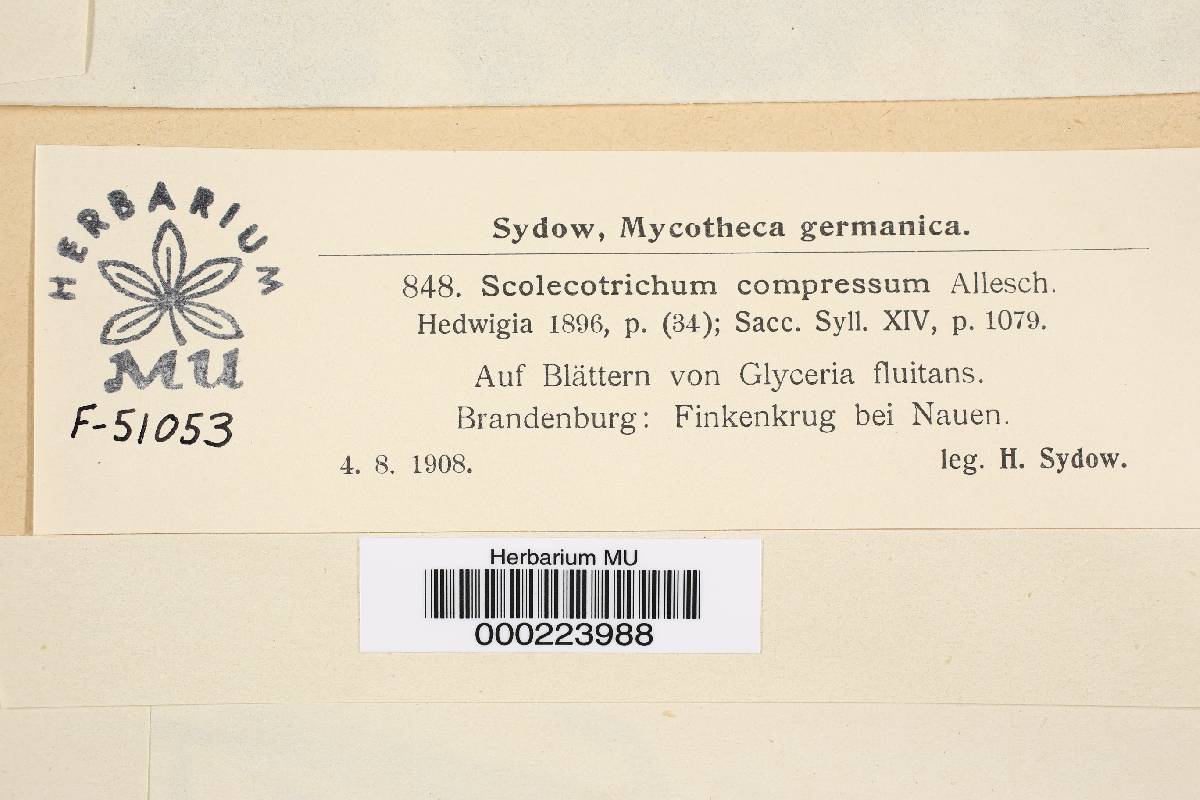 HERBARIUM
MU
F-51053
Sydow, Mycotheca germanica.
848. Scolecotrichum compressum Allesch.
Hedwigia 1896, p. (34); Sacc. Syll. XIV, p. 1079.
Auf Blättern von Glyceria fluitans.
Brandenburg: Finkenkrug bei Nauen.
4. 8. 1908.
leg. H. Sydow.
Herbarium MU
000223988